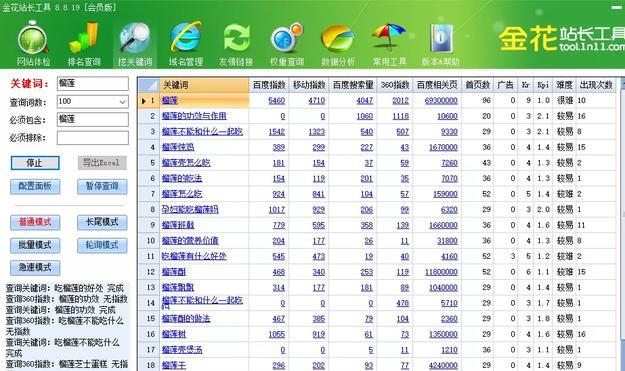 金花站长工具 8.8.19 [会员版]
网站体检 排名查询 挖关键词 域名管理 友情链接 权重查询 数据分析 常用工具 版本&帮助
金花 站长工具
tool.1n11.com
关键词: 榴莲
查询词数: 100
必须包含: 榴莲
必须排除:
停止 导出Excel
配置面板 暂停查询
普通模式 长尾模式
批量模式 轮询模式
急速模式
查询关键词: 吃榴莲的好处 完成
查询360指数: 榴莲的功效 无指数
查询关键词: 榴莲的功效 完成
查询360指数: 吃榴莲不能吃什么
无指数
查询关键词: 吃榴莲不能吃什么
完成
查询360指数: 榴莲芝士蛋糕 无指
关键词 百度指数 移动指数 百度搜索量 360指数 百度相关页 首页数 广告 Kr Kpi 难度 出現次数
1 榴莲 5460 4710 4047 2012 69300000 96 0 9 1.0 很难 10
2 榴莲的功效与作用 0 0 1060 1118 10600 20 0 3 2.1 较易 16
3 榴莲不能和什么一起吃 1542 1323 540 507 9330 29 0 3 2.1 较易 8
4 榴莲炖鸡 389 299 227 43 1670000 38 0 4 1.4 较易 15
5 榴莲壳怎么吃 181 154 37 59 7260 43 0 4 1.3 较易 2
6 榴莲的吃法 154 119 201 35 7070 36 0 4 1.3 较易 1
7 榴莲怎么吃 924 841 104 57 159000 52 0 5 1.4 较难 2
8 孕妇能吃榴莲吗 1017 929 206 99 6320 29 0 3 2.0 较易 1
9 榴莲班戟 779 595 358 139 1660000 36 0 4 1.6 较易 11
10 榴莲的营养价值 204 177 26 11 31800 38 0 4 1.3 较易 8
11 吃榴莲有什么好处 545 473 19 40 4160 52 3 5 1.2 较易 2
12 榴莲酥 468 340 253 119 11800000 56 0 6 1.2 较难 15
13 榴莲飘飘 314 177 181 89 1040000 34 0 4 1.4 较易 1
14 榴莲不能和什么一起吃 0 0 0 478 5710 29 0 4 1.3 较易 1
15 榴莲酥的做法 467 385 79 104 2360 29 0 3 1.8 较易 1
16 榴莲树 1055 919 61 73 1350000 29 0 4 1.6 较易 16
17 榴莲壳煲汤 0 0 5 11 1210 29 0 4 1.3 较易 1
18 榴莲干 296 202 93 77 4240000 29 0 4 1.3 较易